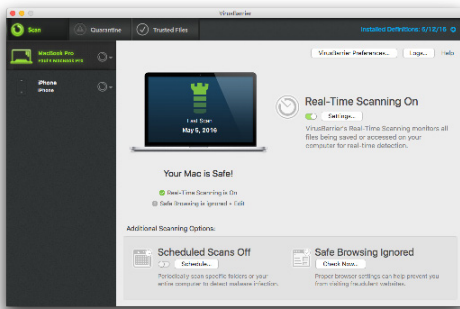 VirusBarrier
Scan
Quarantine
Trusted Files
Installed Definitions: 5/12/16
MacBook Pro
iPhone
iPhone
VirusBarrier Preferences...
Logs...
Help
Last Scan
May 5, 2016
Real-Time Scanning On
Settings...
VirusBarrier's Real-Time Scanning monitors all
files being saved or accessed on your
computer for real-time detection.
Your Mac is Safe!
Real-Time Scanning is On
Safe Browsing is Ignored • Edit
Additional Scanning Options:
Scheduled Scans Off
Schedule...
Periodically scan specific folders or your
entire computer to detect malware infection.
Safe Browsing Ignored
Check Now...
Proper browser settings can help prevent you
from visiting fraudulent websites.